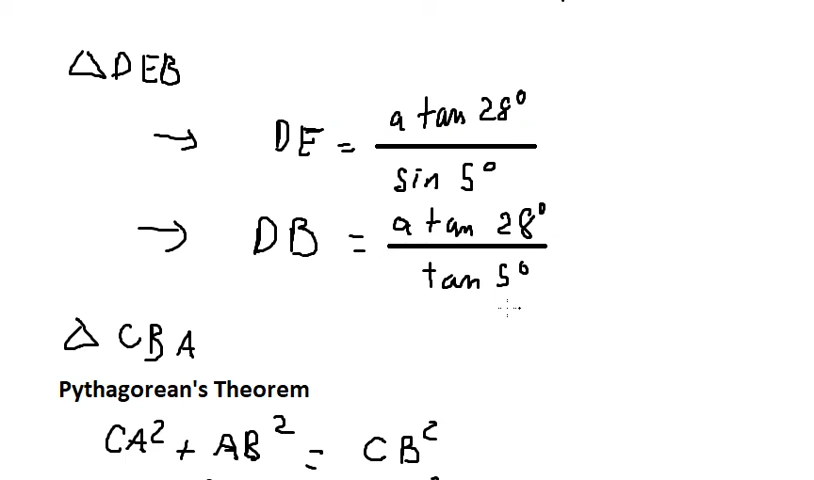 △DEB
→ DE = a tan 28° / sin 5°
→ DB = a tan 28° / tan 5°
△ CBA
Pythagorean's Theorem
CA² + AB² = CB²